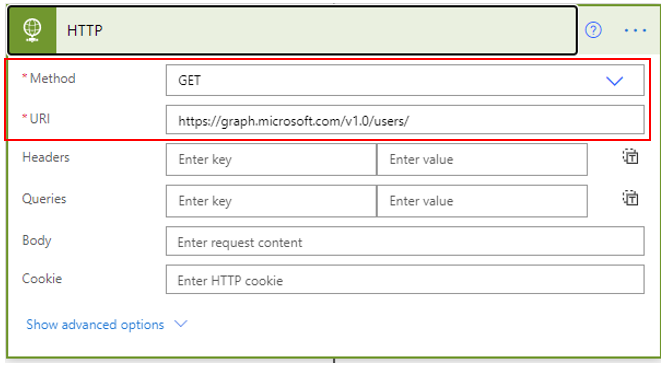 HTTP
* Method GET
* URI https://graph.microsoft.com/v1.0/users/
Headers Enter key Enter value
Queries Enter key Enter value
Body Enter request content
Cookie Enter HTTP cookie
Show advanced options